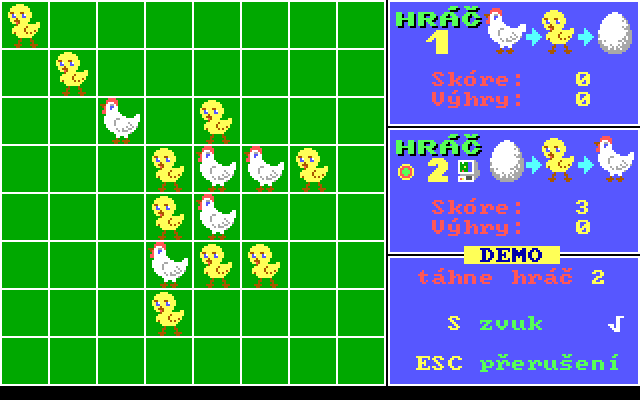 HRÁČ
1
Skóre: 0
Výhry: 0
HRÁČ
2
Skóre: 3
Výhry: 0
DEMO
táhne hráč 2
S zvuk √
ESC přerušení